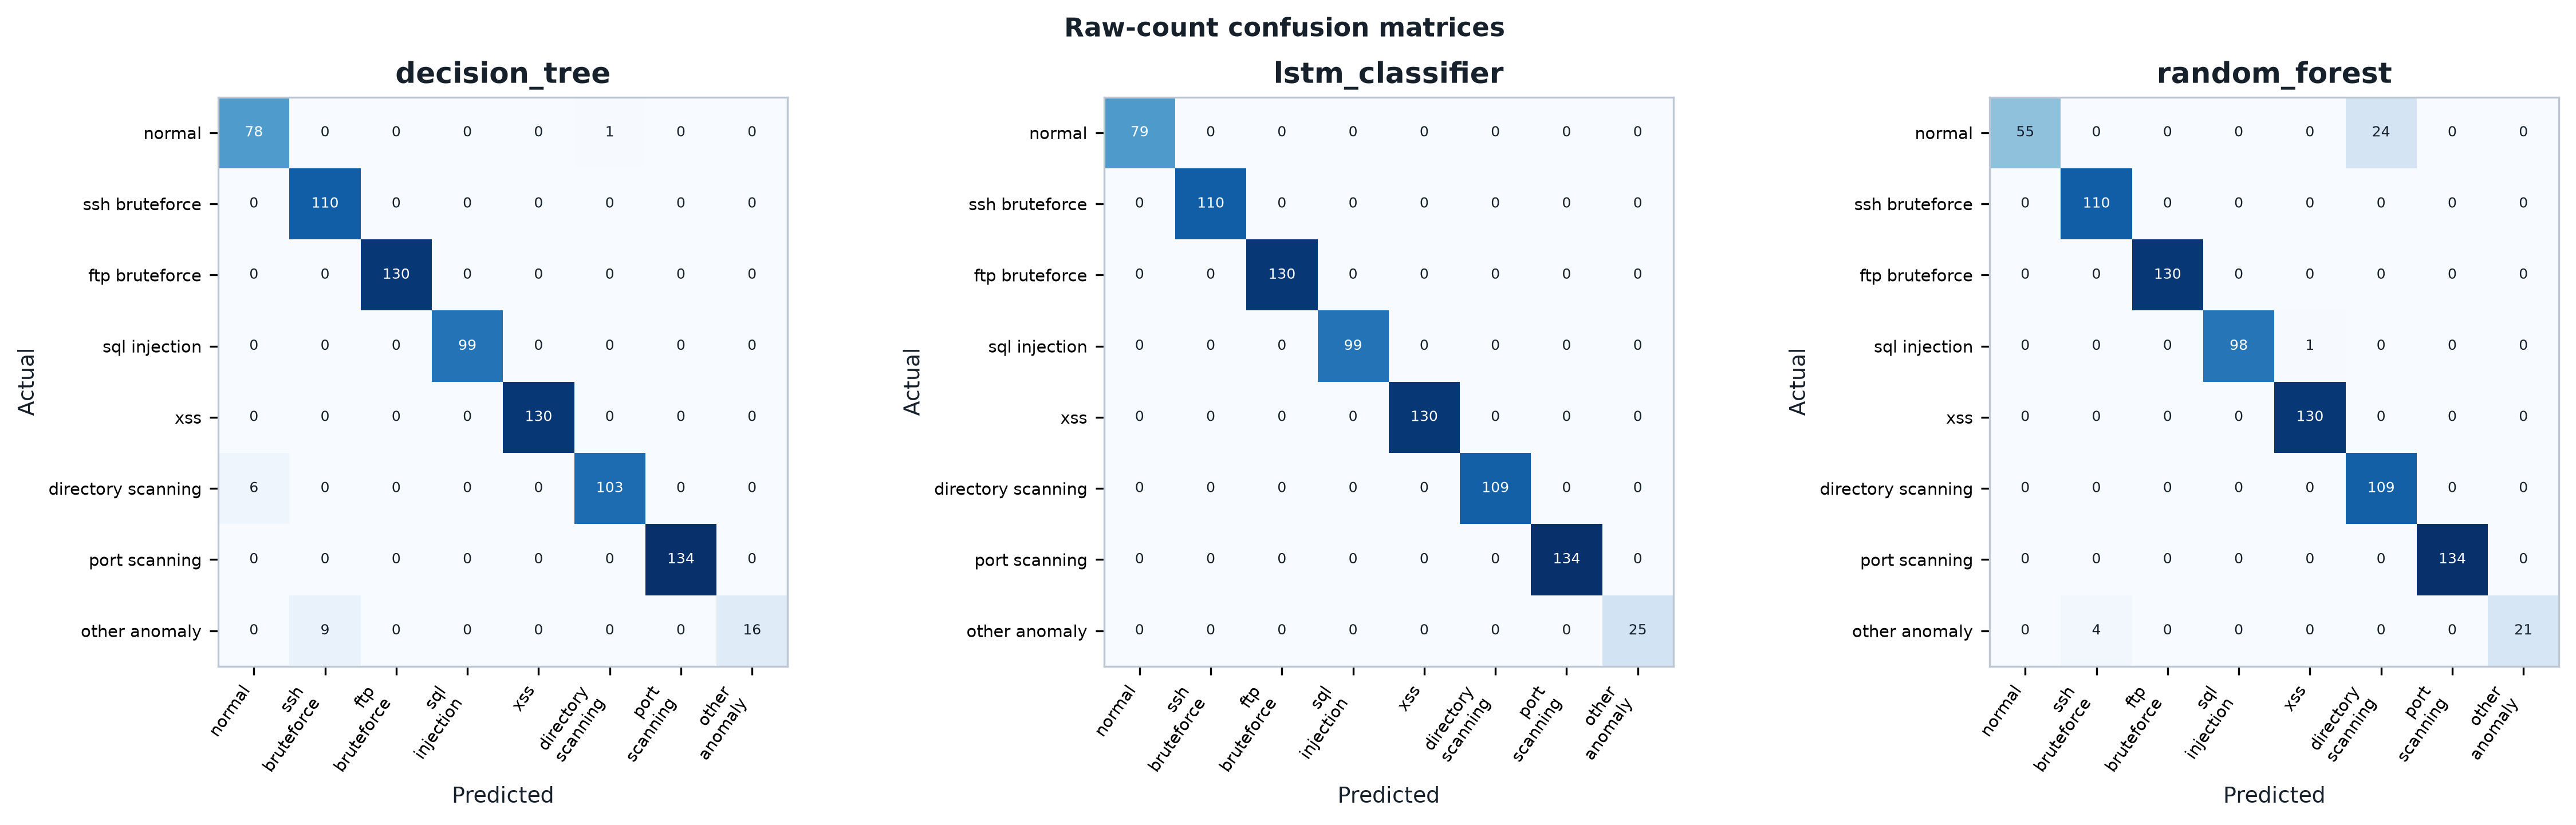 Raw-count confusion matrices
decision_tree
Actual
normal 78 0 0 0 0 1 0 0
ssh bruteforce 0 110 0 0 0 0 0 0
ftp bruteforce 0 0 130 0 0 0 0 0
sql injection 0 0 0 99 0 0 0 0
xss 0 0 0 0 130 0 0 0
directory scanning 6 0 0 0 0 103 0 0
port scanning 0 0 0 0 0 0 134 0
other anomaly 0 9 0 0 0 0 0 16
normal
ssh
bruteforce
ftp
bruteforce
sql
injection
xss
directory
scanning
port
scanning
other
anomaly
Predicted
lstm_classifier
Actual
normal 79 0 0 0 0 0 0 0
ssh bruteforce 0 110 0 0 0 0 0 0
ftp bruteforce 0 0 130 0 0 0 0 0
sql injection 0 0 0 99 0 0 0 0
xss 0 0 0 0 130 0 0 0
directory scanning 0 0 0 0 0 109 0 0
port scanning 0 0 0 0 0 0 134 0
other anomaly 0 0 0 0 0 0 0 25
normal
ssh
bruteforce
ftp
bruteforce
sql
injection
xss
directory
scanning
port
scanning
other
anomaly
Predicted
random_forest
Actual
normal 55 0 0 0 0 24 0 0
ssh bruteforce 0 110 0 0 0 0 0 0
ftp bruteforce 0 0 130 0 0 0 0 0
sql injection 0 0 0 98 1 0 0 0
xss 0 0 0 0 130 0 0 0
directory scanning 0 0 0 0 0 109 0 0
port scanning 0 0 0 0 0 0 134 0
other anomaly 0 4 0 0 0 0 0 21
normal
ssh
bruteforce
ftp
bruteforce
sql
injection
xss
directory
scanning
port
scanning
other
anomaly
Predicted